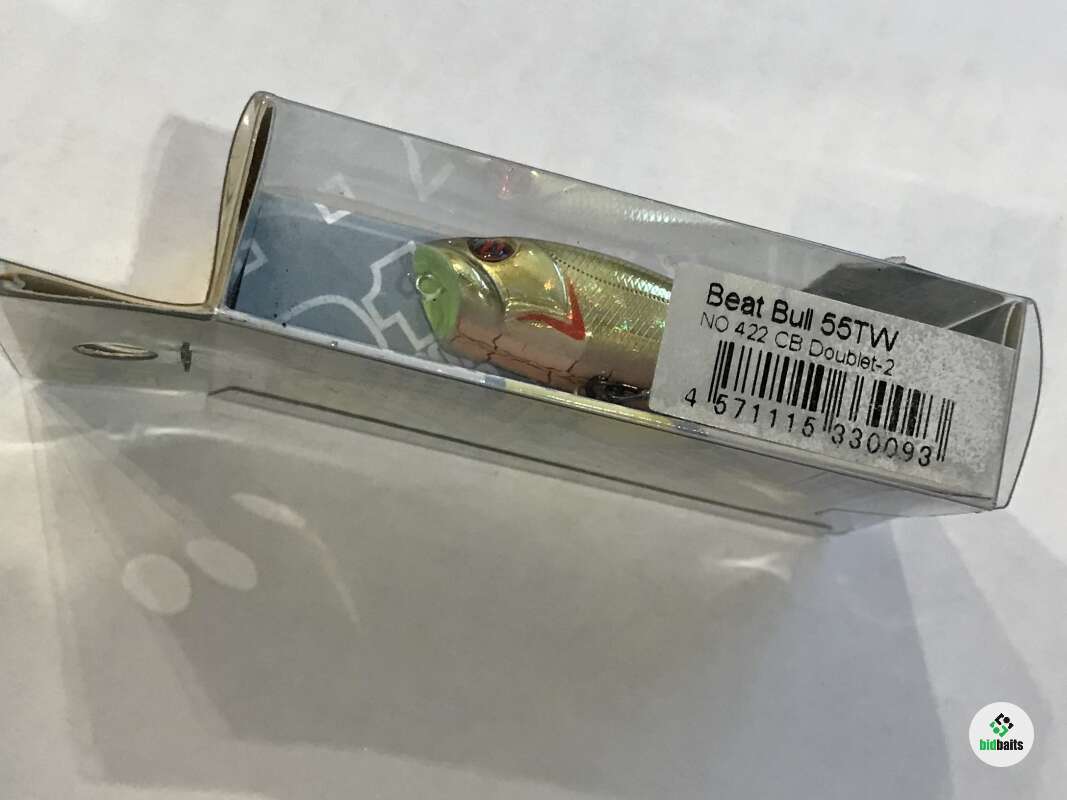 Beat Bull 55TW
NO 422 CB Doublet-2
4 571115 330093
bidbaits